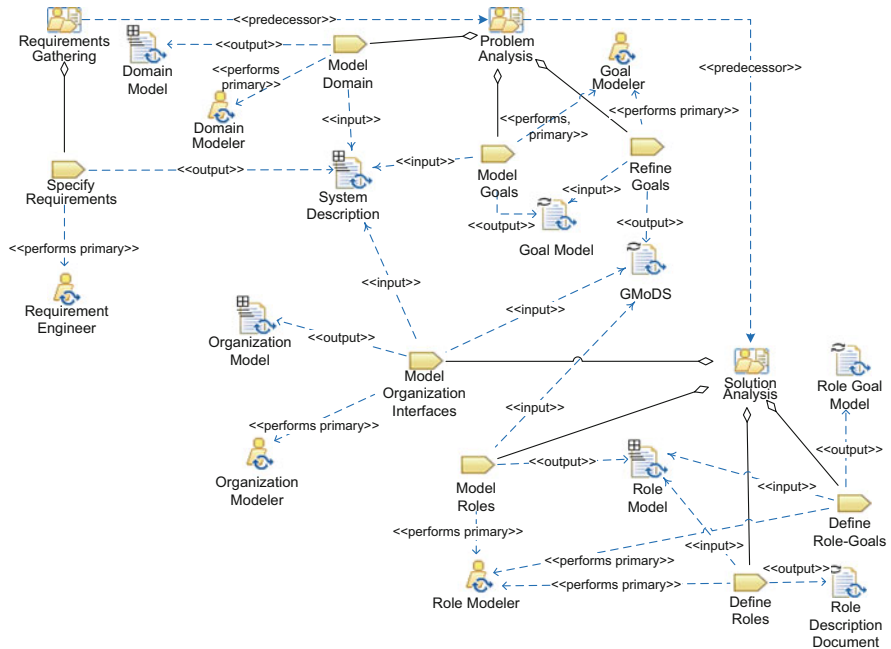 <<predecessor>>
Requirements
Gathering
<<output>>
Domain
Model
Model
Domain
Problem
Analysis
Goal
Modeler
<<predecessor>>
<<performs
primary>>
Domain
Modeler
<<input>>
<<performs,
primary>>
<<performs primary>>
Specify
Requirements
<<output>>
System
Description
<<input>>
Model
Goals
Refine
Goals
<<input>>
<<output>>
<<output>>
Goal Model
<<performs primary>>
Requirement
Engineer
<<input>>
GMoDS
<<input>>
Organization
Model
<<output>>
Model
Organization
Interfaces
Solution
Analysis
Role Goal
Model
<<input>>
<<performs primary>>
Organization
Modeler
<<output>>
Model
Roles
<<output>>
Role
Model
<<input>>
Define
Role-Goals
<<performs primary>>
<<input>>
<<performs primary>>
<<output>>
Role Modeler
<<performs primary>>
Define
Roles
Role
Description
Document